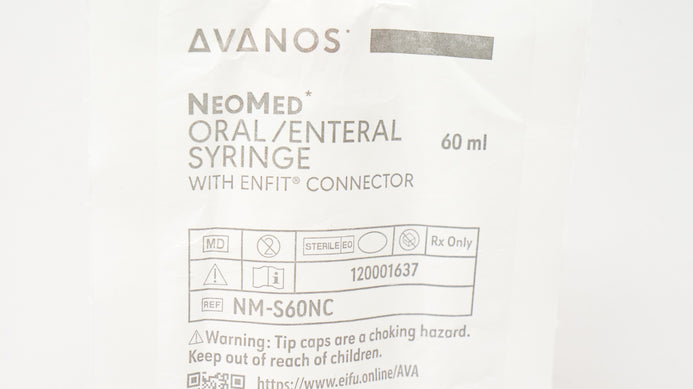 AVANOS*
NEOMED*
ORAL/ENTERAL
SYRINGE
60 ml
WITH ENFIT® CONNECTOR
MD
2
STERILE EO
Rx Only
i
120001637
REF NM-S60NC
Warning: Tip caps are a choking hazard.
Keep out of reach of children.
https://www.eifu.online/AVA